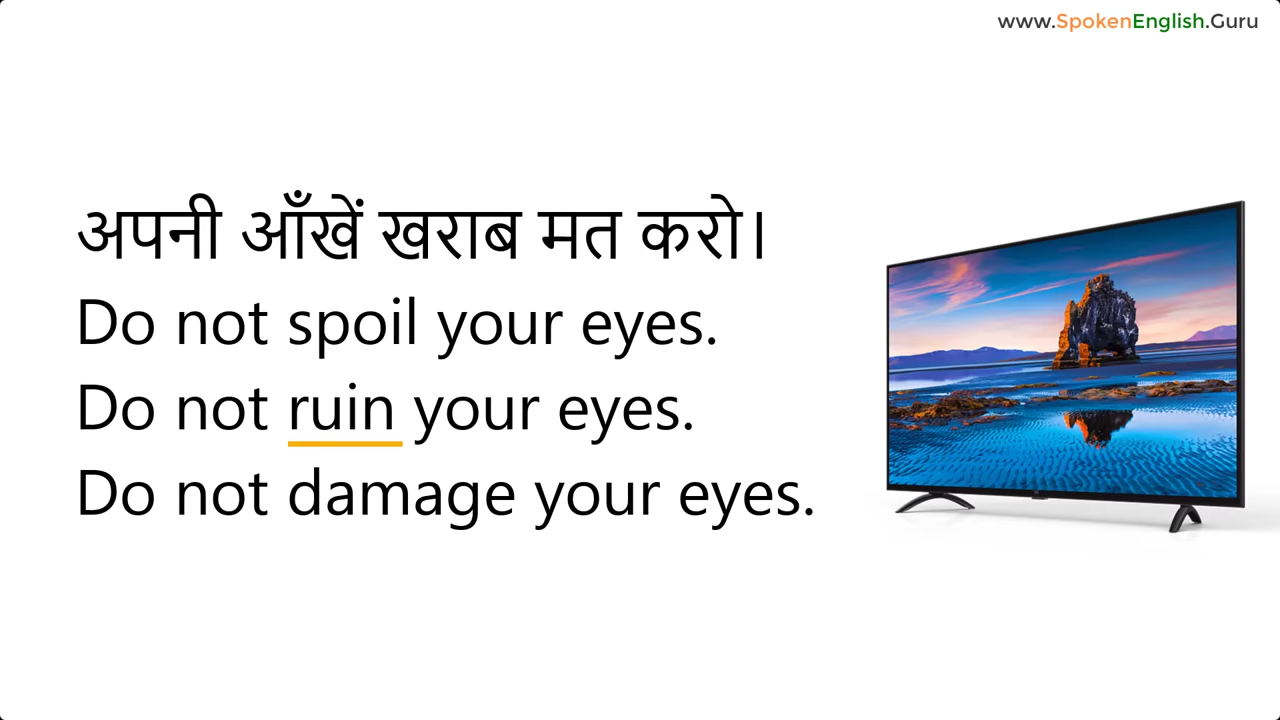 www.SpokenEnglish.Guru
अपनी आँखें खराब मत करो।
Do not spoil your eyes.
Do not ruin your eyes.
Do not damage your eyes.